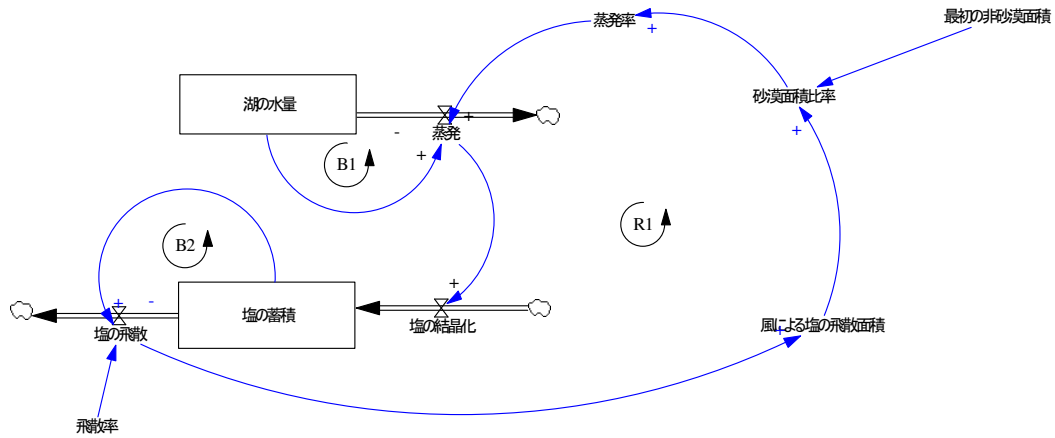 最初の非砂漠面積
蒸発率
+
湖の水量
砂漠面積比率
+
-
蒸発
+
+
B1
R1
B2
+
+
-
塩の蓄積
塩の結晶化
塩の飛散
風による塩の飛散面積
+
飛散率